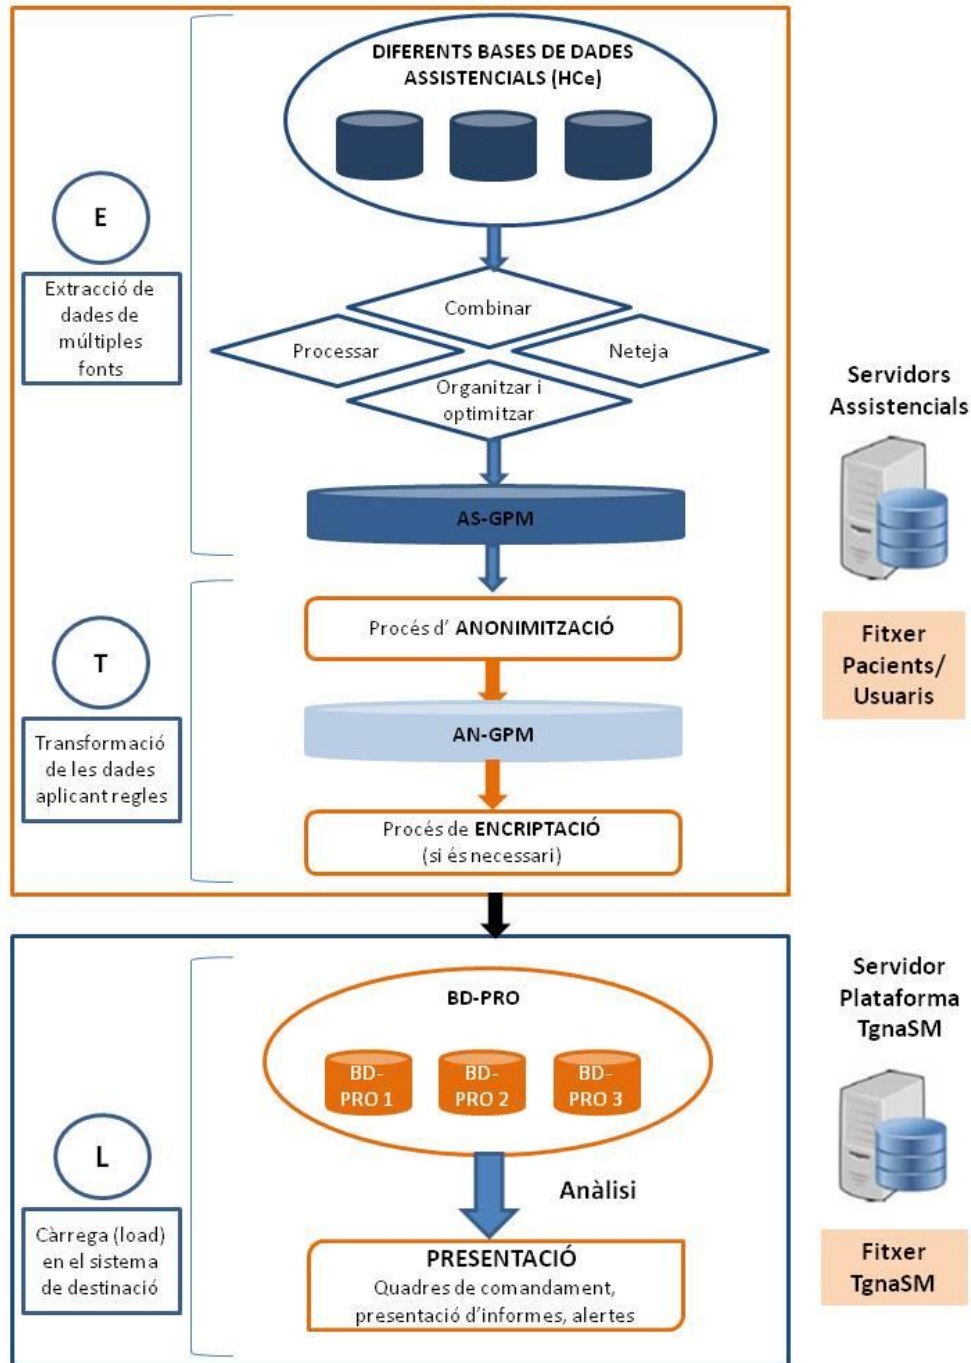 DIFERENTS BASES DE DADES
ASSISTENCIALS (HCe)
E
Extracció de
dades de
múltiples
fonts
Combinar
Processar
Neteja
Organitzar i
optimitzar
AS-GPM
Servidors
Assistencials
Fitxer
Pacients/
Usuaris
T
Transformació
de les dades
aplicant regles
Procés d' ANONIMITZACIÓ
AN-GPM
Procés de ENCRIPTACIÓ
(si és necessari)
L
Càrrega (load)
en el sistema
de destinació
BD-PRO
BD-
PRO 1
BD-
PRO 2
BD-
PRO 3
Anàlisi
PRESENTACIÓ
Quadres de comandament,
presentació d'informes, alertes
Servidor
Plataforma
TgnaSM
Fitxer
TgnaSM